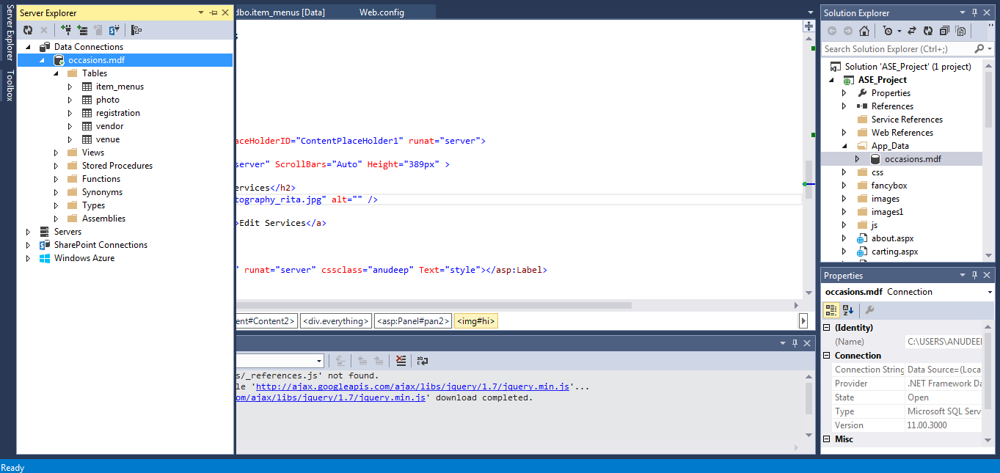 Server Explorer
Toolbox
Server Explorer
Data Connections
occasions.mdf
Tables
item_menus
photo
registration
vendor
venue
Views
Stored Procedures
Functions
Synonyms
Types
Assemblies
Servers
SharePoint Connections
Windows Azure
dbo.item_menus [Data]
Web.config
;
aceHolderID="ContentPlaceHolder1" runat="server">
server" ScrollBars="Auto" Height="389px" >
ervices</h2>
tography_rita.jpg" alt="" />
>Edit Services</a>
" runat="server" cssclass="anudeep" Text="style"></asp:Label>
ent#Content2> <div.everything> <asp:Panel#pan2> <img#hi>
s/_references.js' not found.
le 'http://ajax.googleapis.com/ajax/libs/jquery/1.7/jquery.min.js'...
om/ajax/libs/jquery/1.7/jquery.min.js' download completed.
Solution Explorer
Search Solution Explorer (Ctrl+;)
Solution 'ASE_Project' (1 project)
ASE_Project
Properties
References
Service References
Web References
App_Data
occasions.mdf
css
fancybox
images
images1
js
about.aspx
carting.aspx
Properties
occasions.mdf Connection
(Identity)
(Name) C:\USERS\ANUDEE
Connection
Connection String Data Source=(Loca
Provider .NET Framework Da
State Open
Type Microsoft SQL Serv
Version 11.00.3000
Misc
Ready